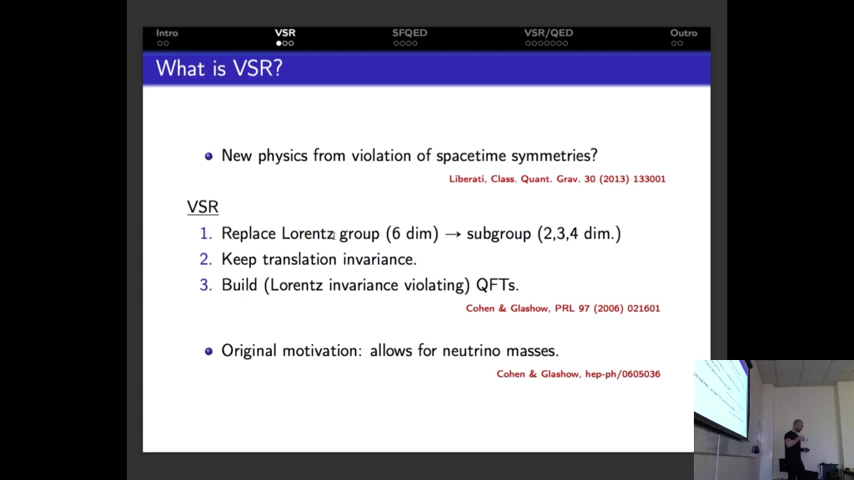 Intro VSR SFQED VSR/QED Outro
What is VSR?
New physics from violation of spacetime symmetries?
Liberati, Class. Quant. Grav. 30 (2013) 133001
VSR
1. Replace Lorentz group (6 dim) → subgroup (2,3,4 dim.)
2. Keep translation invariance.
3. Build (Lorentz invariance violating) QFTs.
Cohen & Glashow, PRL 97 (2006) 021601
Original motivation: allows for neutrino masses.
Cohen & Glashow, hep-ph/0605036